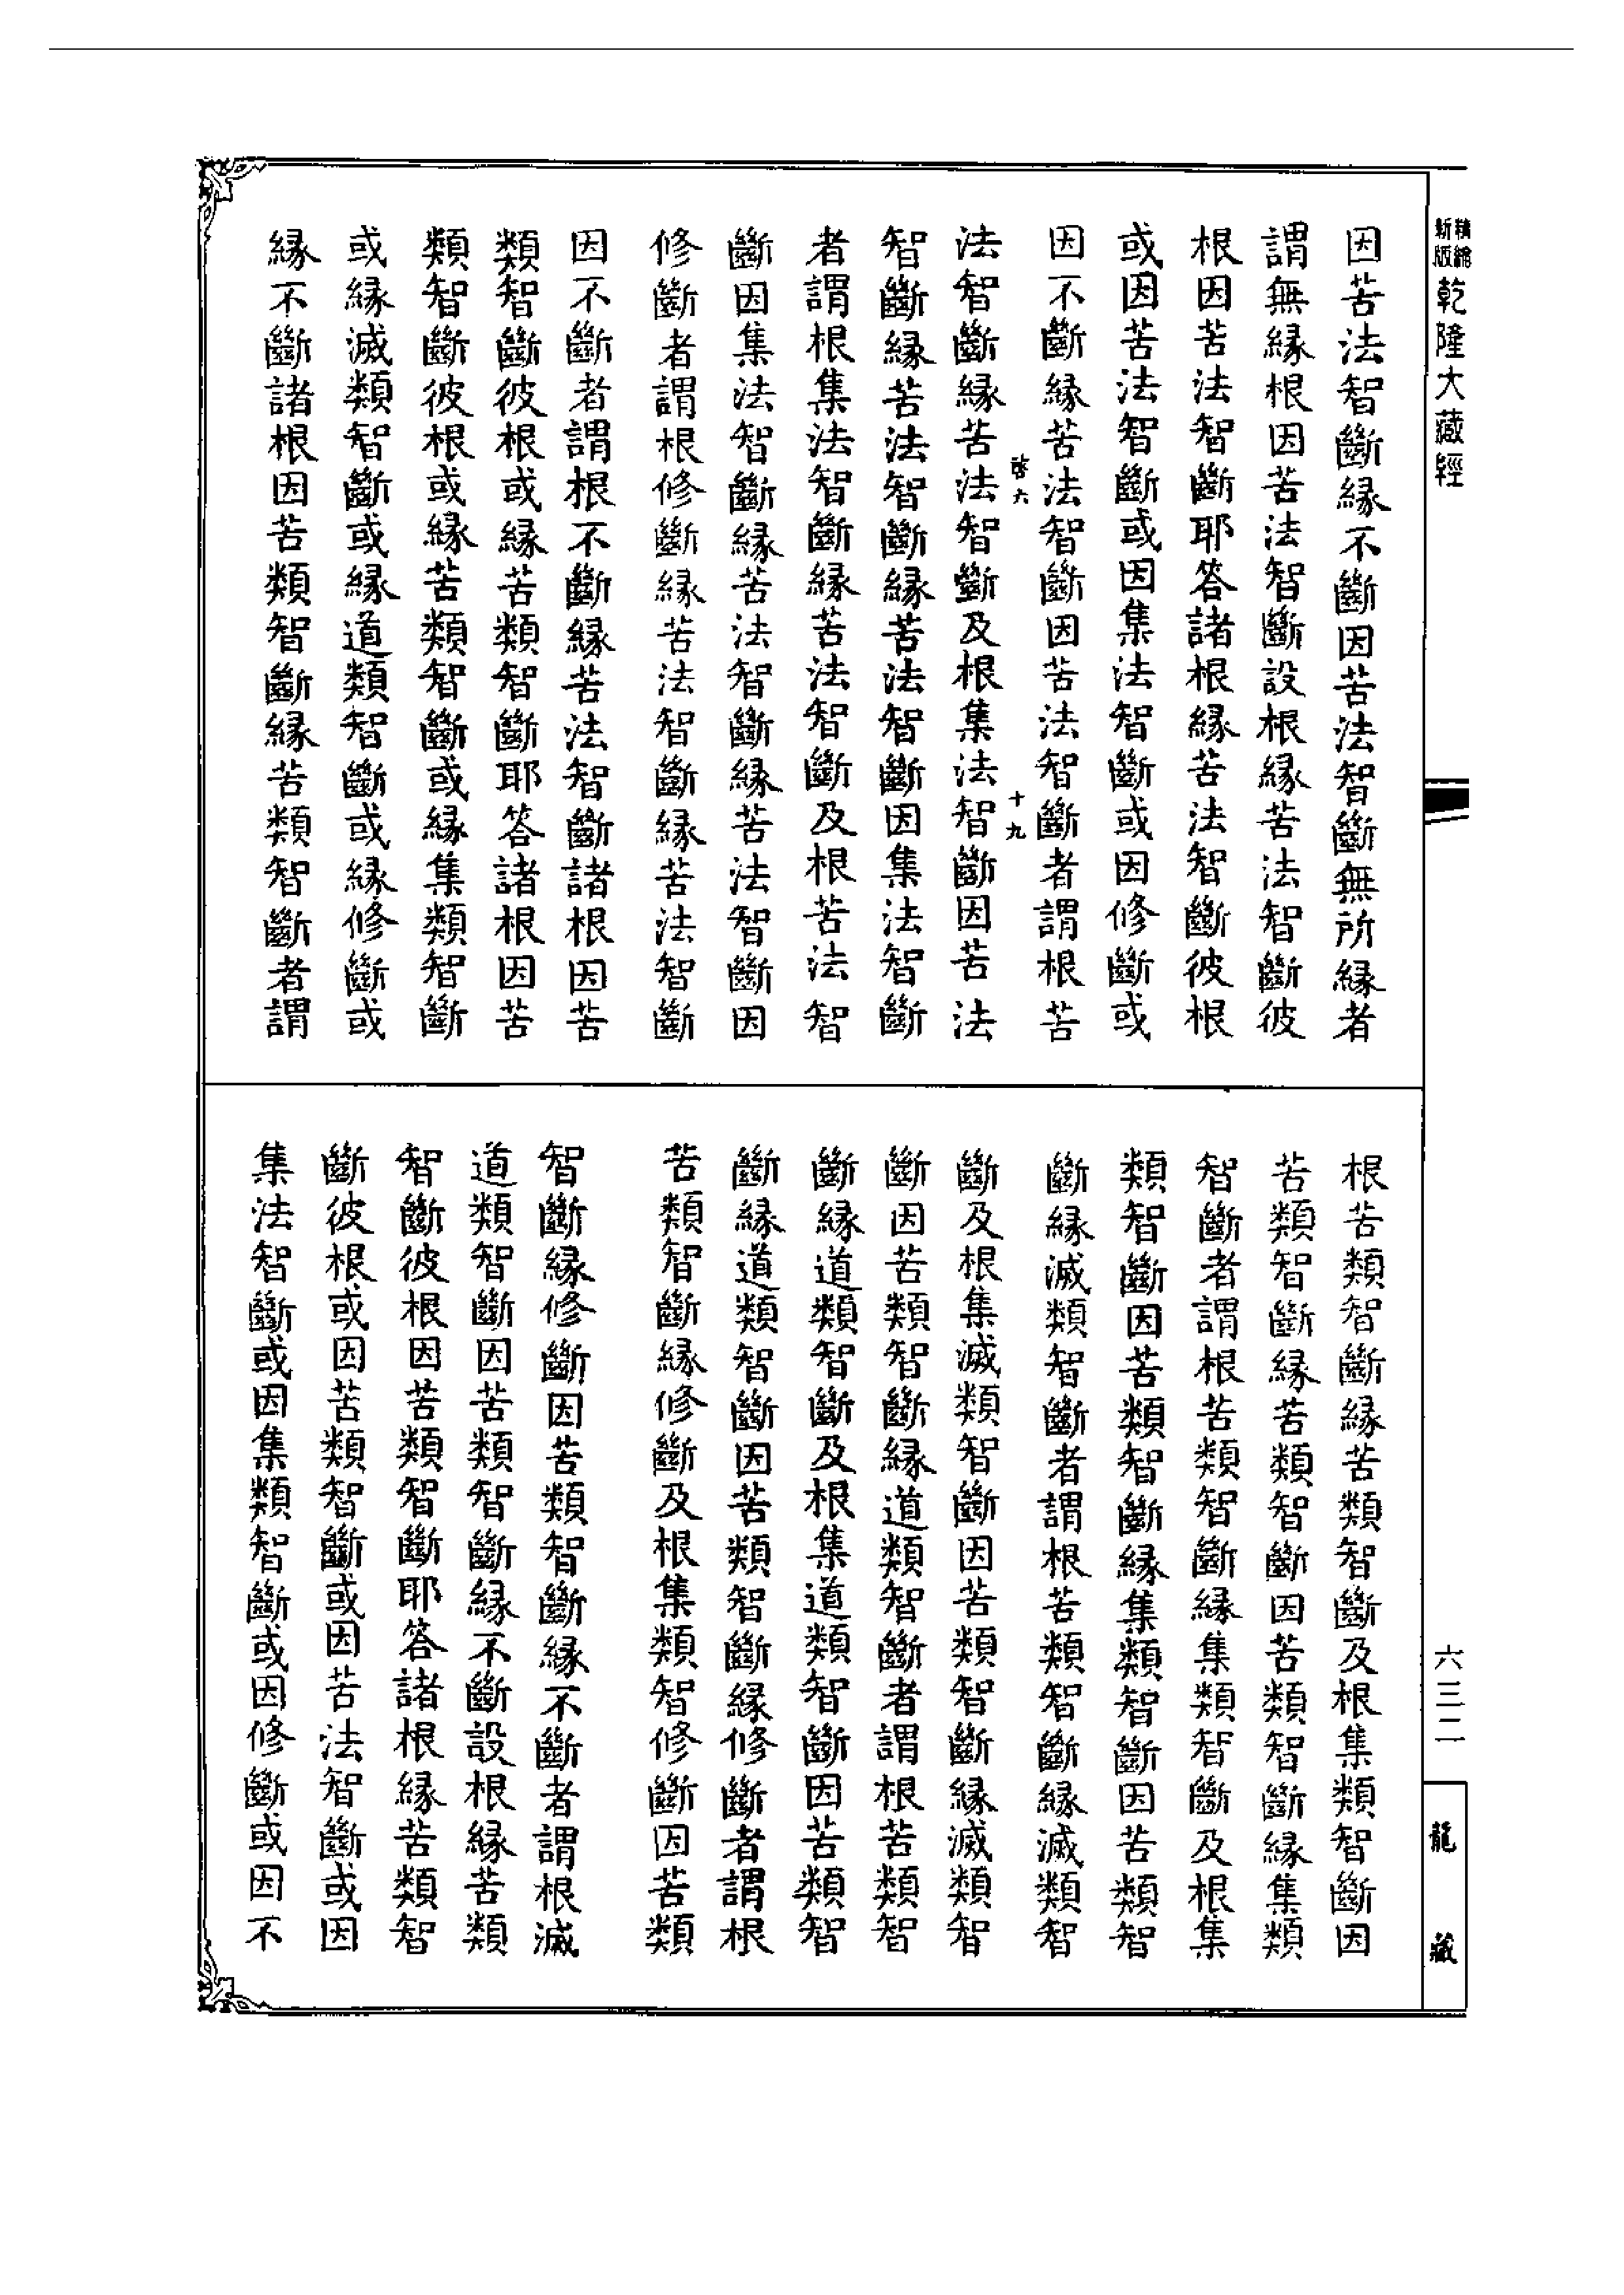 精繪
新版
乾隆大藏經
因苦法智斷緣不斷因苦法智斷無所緣者
謂無緣根因苦法智斷設根緣苦法智斷彼
根因苦法智斷耶答諸根緣苦法智斷彼根
或因苦法智斷或因集法智斷或因修斷或
因不斷緣苦法智斷因苦法智斷者謂根苦
啓六
十九
法智斷緣苦法智斷及根集法智斷因苦法
智斷緣苦法智斷緣苦法智斷因集法智斷
者謂根集法智斷緣苦法智斷及根苦法智
斷因集法智斷緣苦法智斷緣苦法智斷因
修斷者謂根修斷緣苦法智斷緣苦法智斷
因不斷者謂根不斷緣苦法智斷諸根因苦
類智斷彼根或緣苦類智斷耶答諸根因苦
類智斷彼根或緣苦類智斷或緣集類智斷
或緣滅類智斷或緣道類智斷或緣修斷或
緣不斷諸根因苦類智斷緣苦類智斷者謂
根苦類智斷緣苦類智斷及根集類智斷因
苦類智斷緣苦類智斷因苦類智斷緣集類
智斷者謂根苦類智斷緣集類智斷及根集
類智斷因苦類智斷緣集類智斷因苦類智
斷緣滅類智斷者謂根苦類智斷緣滅類智
斷及根集滅類智斷因苦類智斷緣滅類智
斷因苦類智斷緣道類智斷者謂根苦類智
斷緣道類智斷及根集道類智斷因苦類智
斷緣道類智斷因苦類智斷緣修斷者謂根
苦類智斷緣修斷及根集類智修斷因苦類
智斷緣修斷因苦類智斷緣不斷者謂根滅
道類智斷因苦類智斷緣不斷設根緣苦類
智斷彼根因苦類智斷耶答諸根緣苦類智
斷彼根或因苦類智斷或因苦法智斷或因
集法智斷或因集類智斷或因修斷或因不
六三二
龍藏